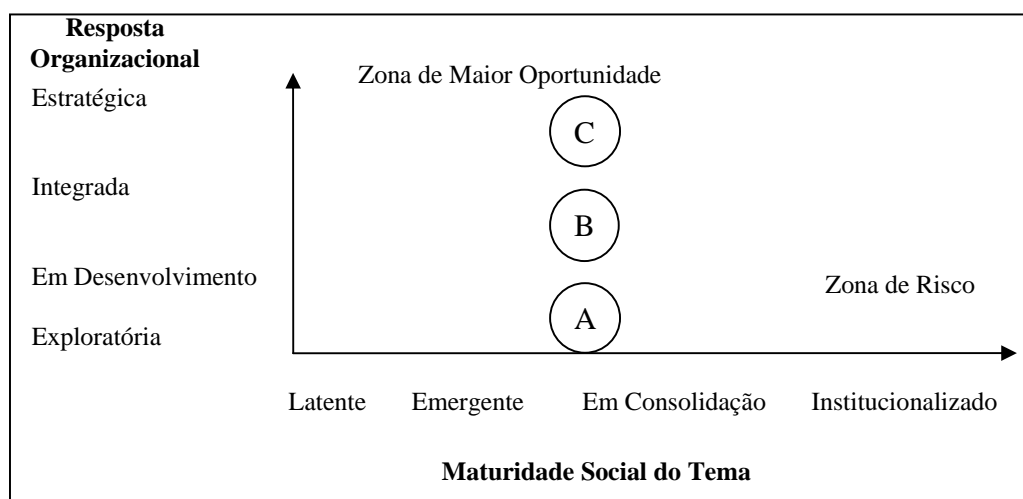 Resposta
Organizacional
Zona de Maior Oportunidade
Estratégica
C
Integrada
B
Em Desenvolvimento
Zona de Risco
A
Exploratória
Latente Emergente Em Consolidação Institucionalizado
Maturidade Social do Tema